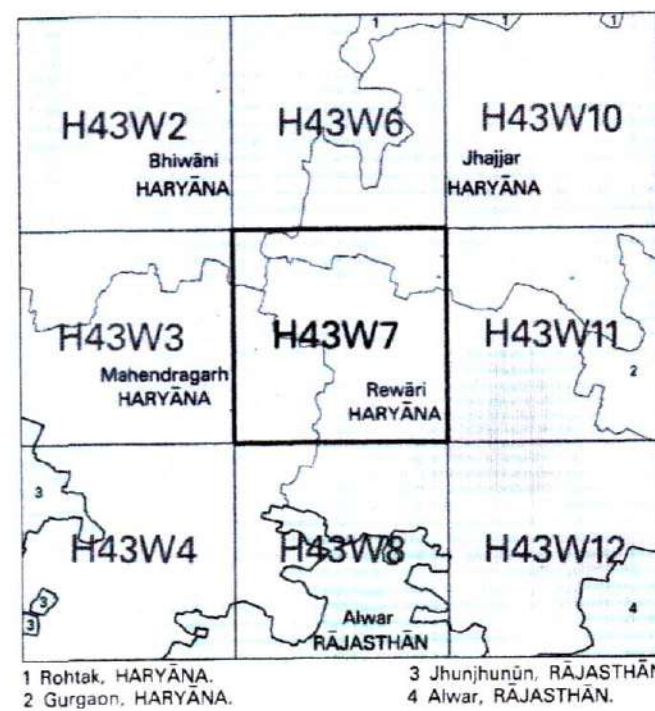 1 1 1
H43W2 H43W6 H43W10
Bhiwāni Jhajjar
HARYĀNA HARYĀNA
H43W3 H43W7 H43W11
2
Mahendragarh Rewāri
HARYĀNA HARYĀNA
3
H43W4 H43W8 H43W12
3 4
3 Alwar
RĀJASTHĀN
1 Rohtak, HARYĀNA. 3 Jhunjhunūn, RĀJASTHĀN
2 Gurgaon, HARYĀNA. 4 Alwar, RĀJASTHĀN.